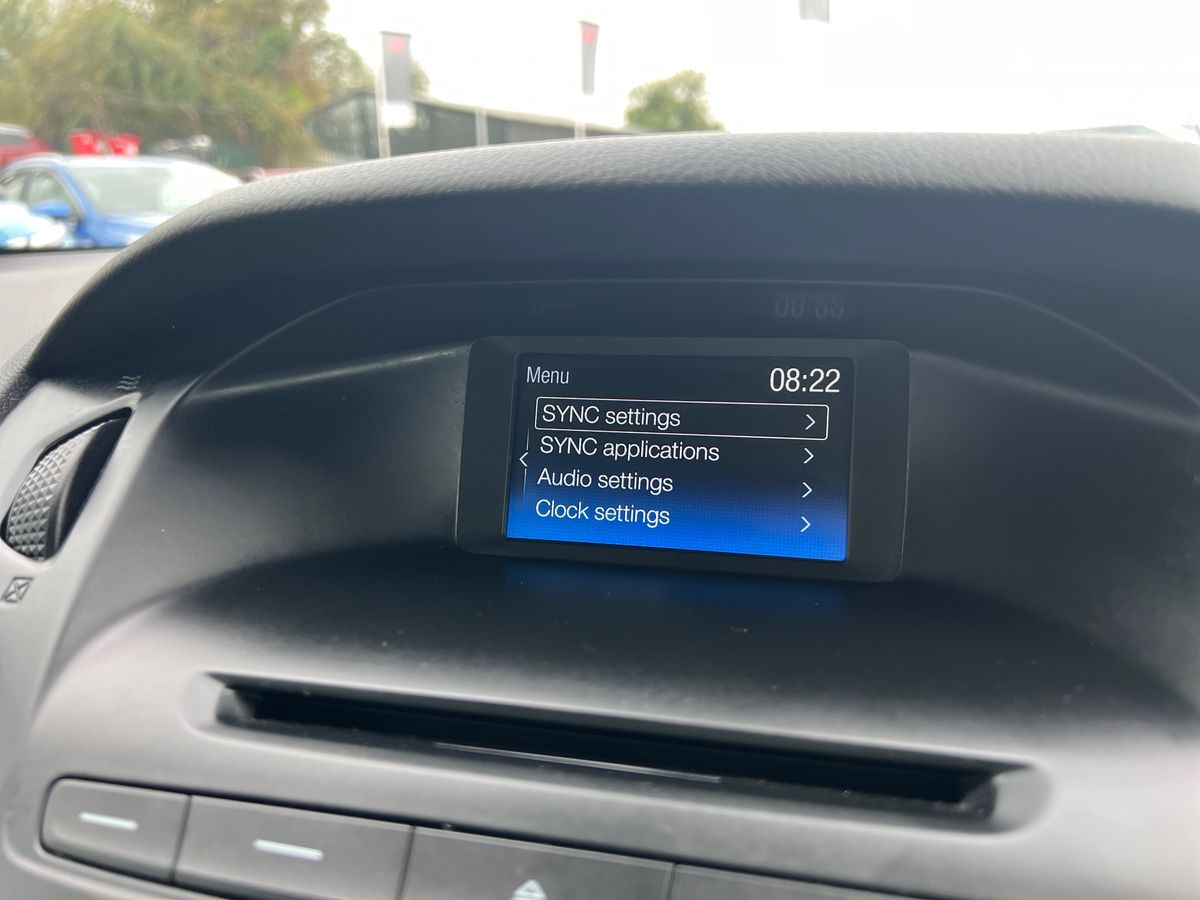 Menu 08:22
SYNC settings
SYNC applications
Audio settings
Clock settings